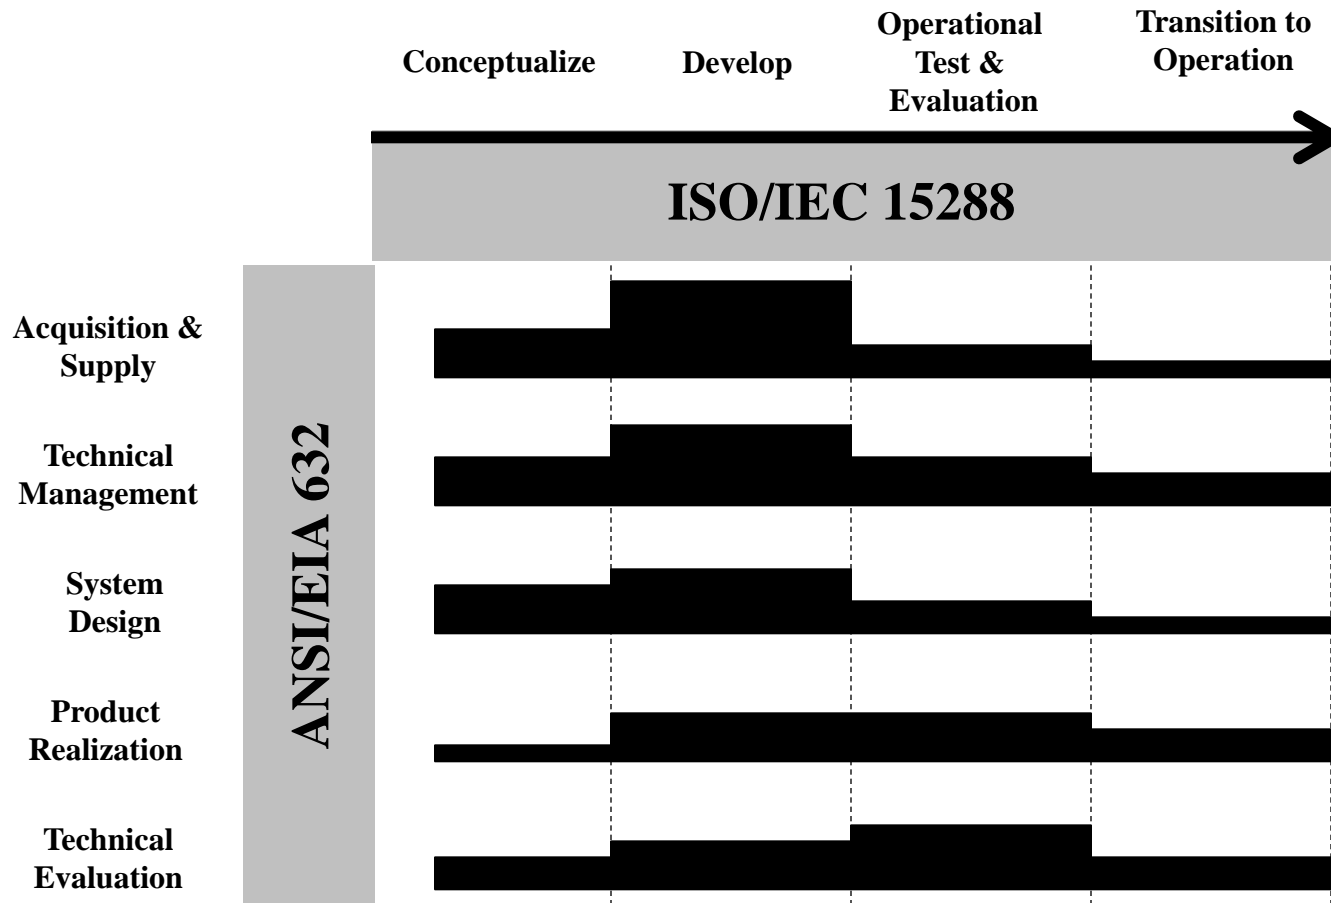 Conceptualize
Develop
Operational
Test &
Evaluation
Transition to
Operation
ISO/IEC 15288
ANSI/EIA 632
Acquisition &
Supply
Technical
Management
System
Design
Product
Realization
Technical
Evaluation